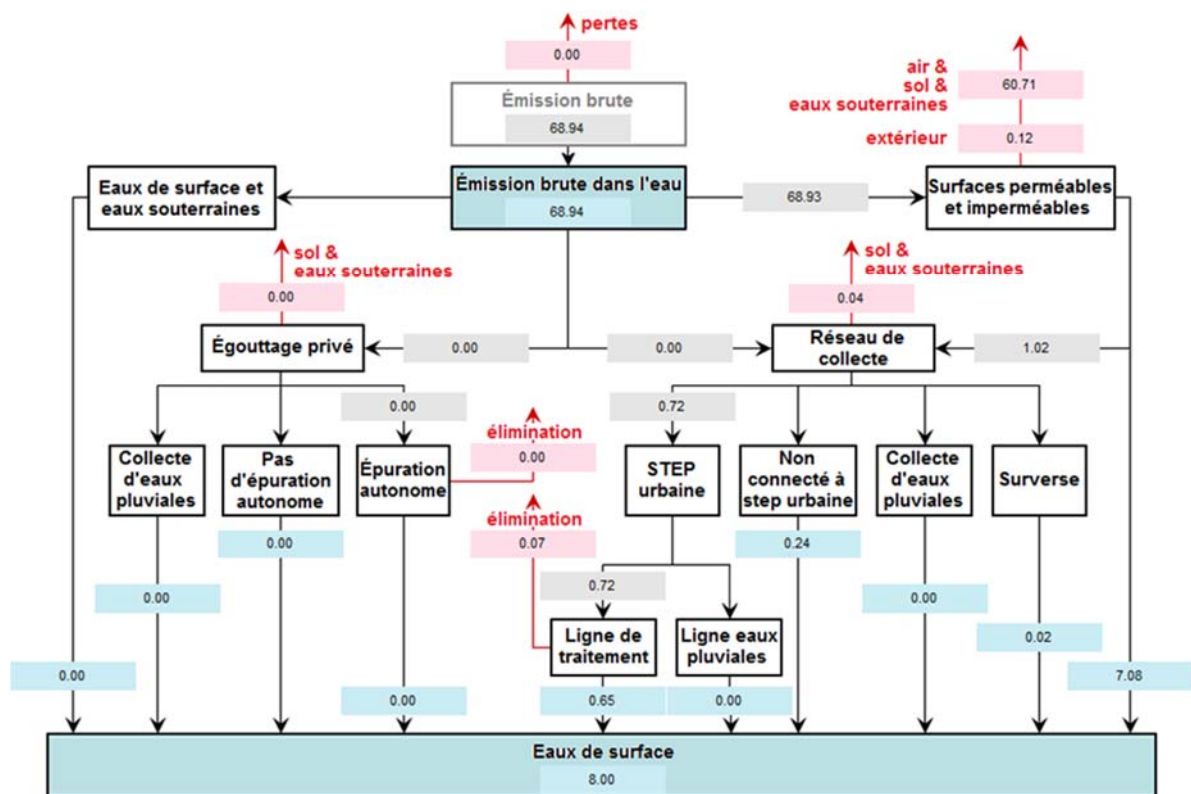 pertes
0.00
Émission brute
68.94
air &
sol &
eaux souterraines
60.71
extérieur
0.12
Eaux de surface et
eaux souterraines
Émission brute dans l'eau
68.94
68.93
Surfaces perméables
et imperméables
sol &
eaux souterraines
0.00
sol &
eaux souterraines
0.04
Égouttage privé
0.00
0.00
Réseau de
collecte
1.02
0.00
0.72
Collecte
d'eaux
pluviales
Pas
d'épuration
autonome
Épuration
autonome
élimination
0.00
STEP
urbaine
Non
connecté à
step urbaine
Collecte
d'eaux
pluviales
Surverse
élimination
0.07
0.00
0.24
0.00
0.72
0.00
Ligne de
traitement
Ligne eaux
pluviales
0.02
0.00
0.00
0.65
0.00
7.08
Eaux de surface
8.00